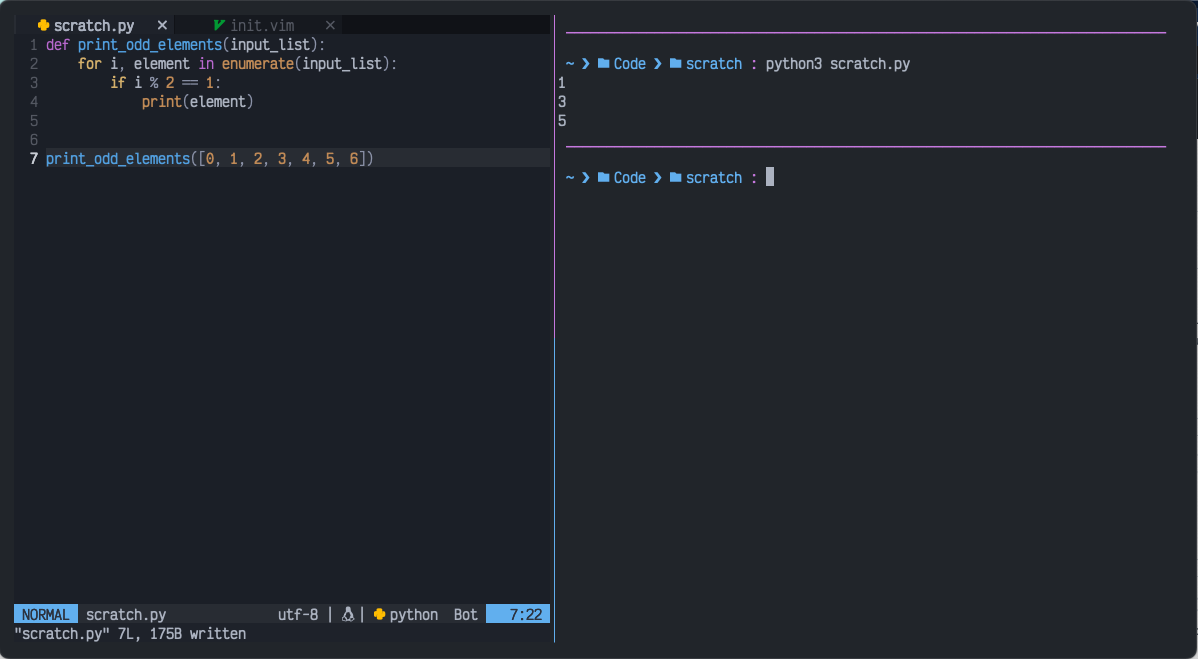 scratch.py × init.vim ×
1 def print_odd_elements(input_list):
2     for i, element in enumerate(input_list):
3         if i % 2 == 1:
4             print(element)
5
6
7 print_odd_elements([0, 1, 2, 3, 4, 5, 6])
NORMAL scratch.py utf-8 | | python Bot 7:22
"scratch.py" 7L, 175B written
~ ❯ Code ❯ scratch : python3 scratch.py
1
3
5
~ ❯ Code ❯ scratch :